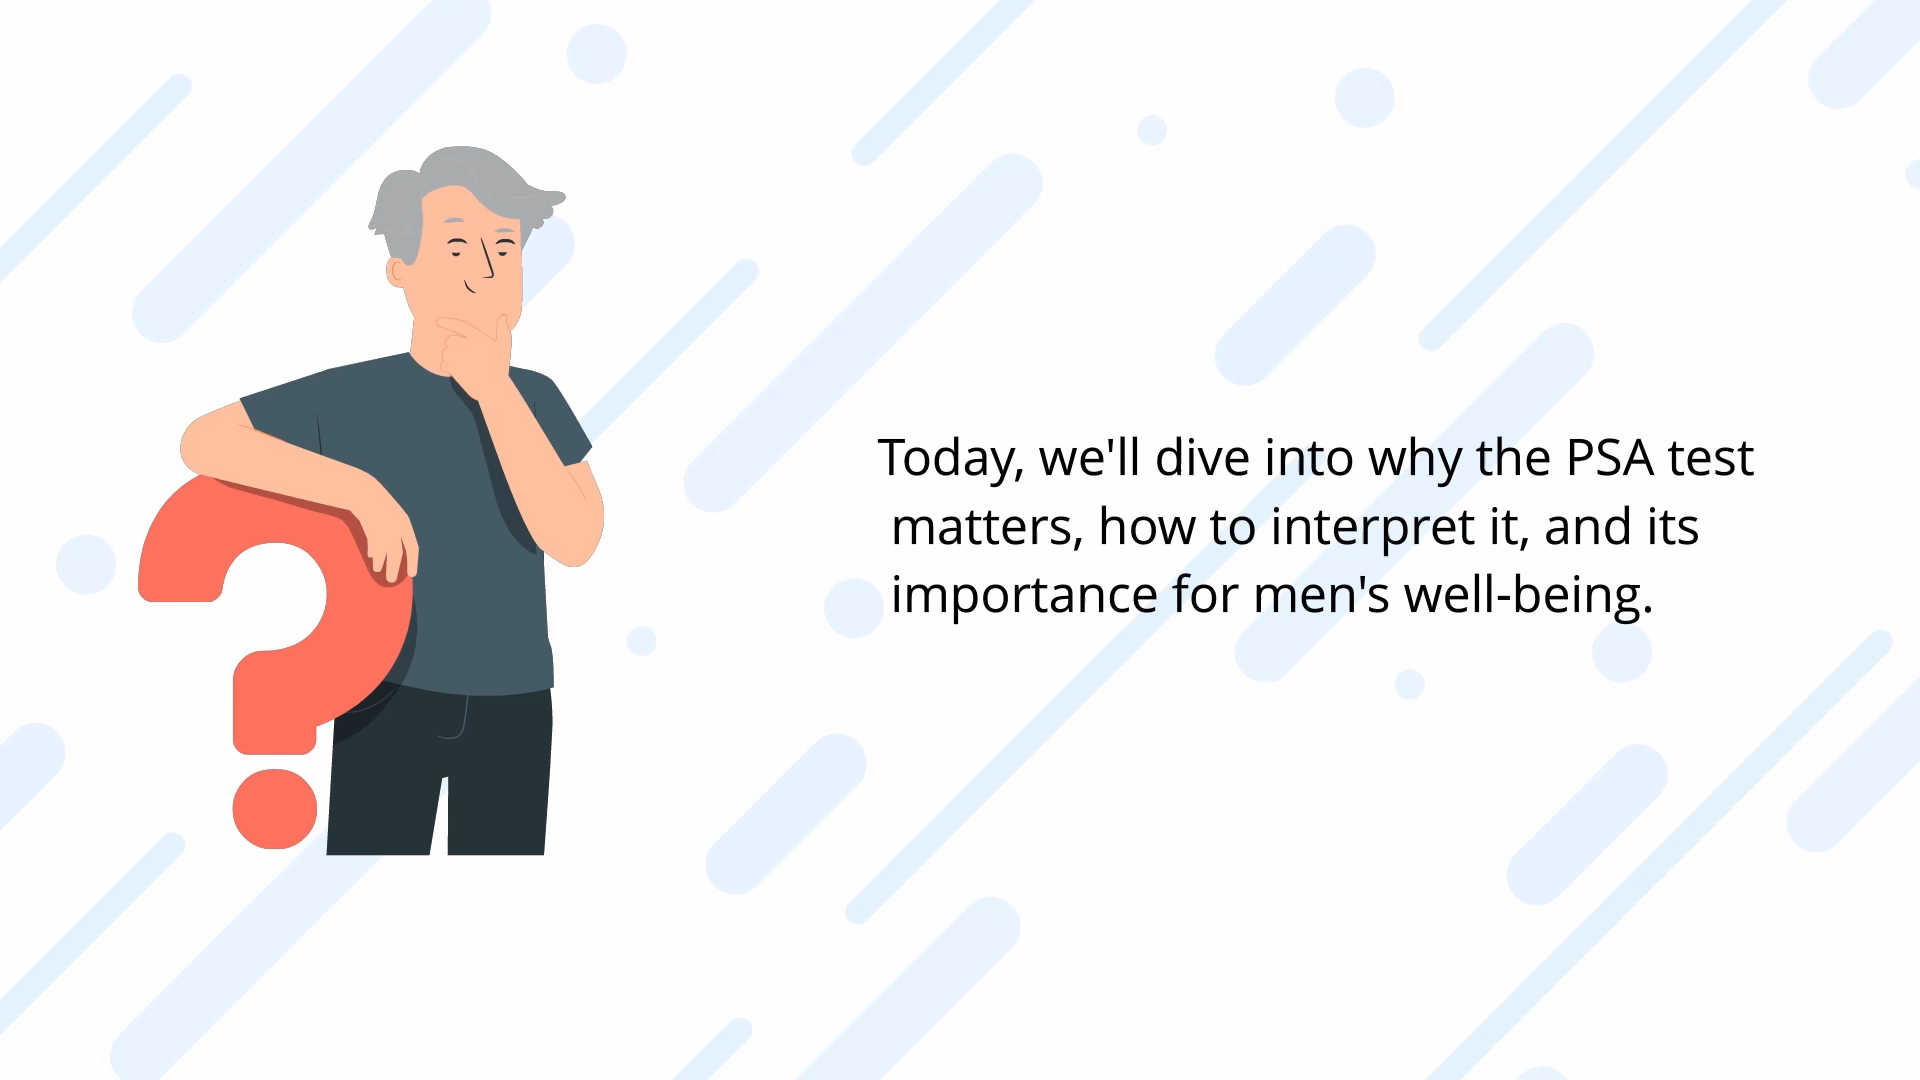 Today, we'll dive into why the PSA test
matters, how to interpret it, and its
importance for men's well-being.